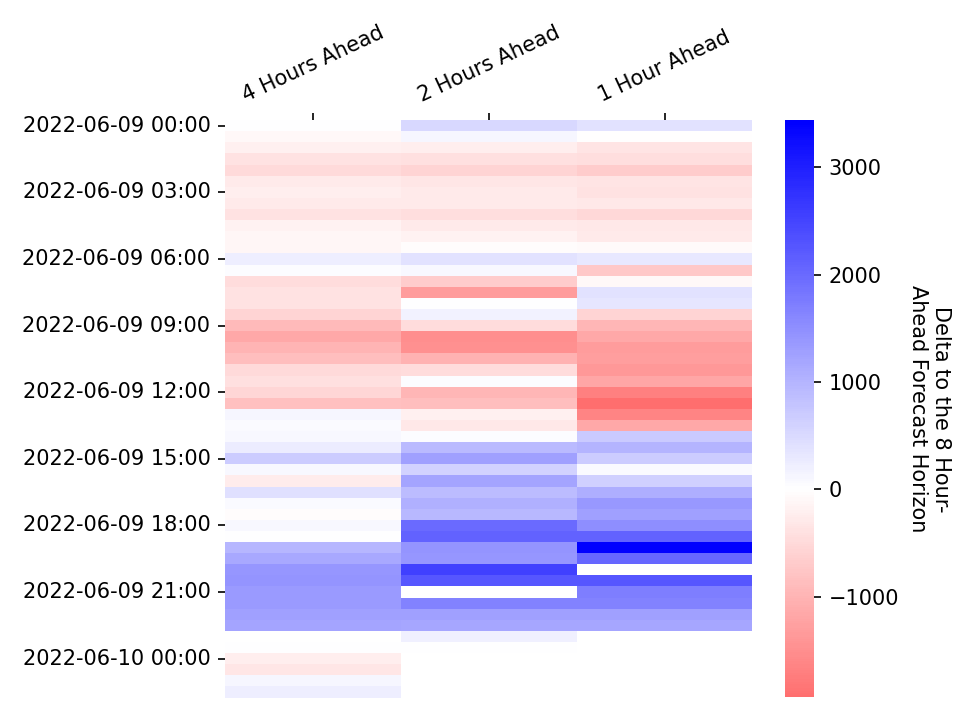 4 Hours Ahead
2 Hours Ahead
1 Hour Ahead
2022-06-09 00:00
2022-06-09 03:00
2022-06-09 06:00
2022-06-09 09:00
2022-06-09 12:00
2022-06-09 15:00
2022-06-09 18:00
2022-06-09 21:00
2022-06-10 00:00
3000
2000
1000
0
−1000
Delta to the 8 Hour-
Ahead Forecast Horizon